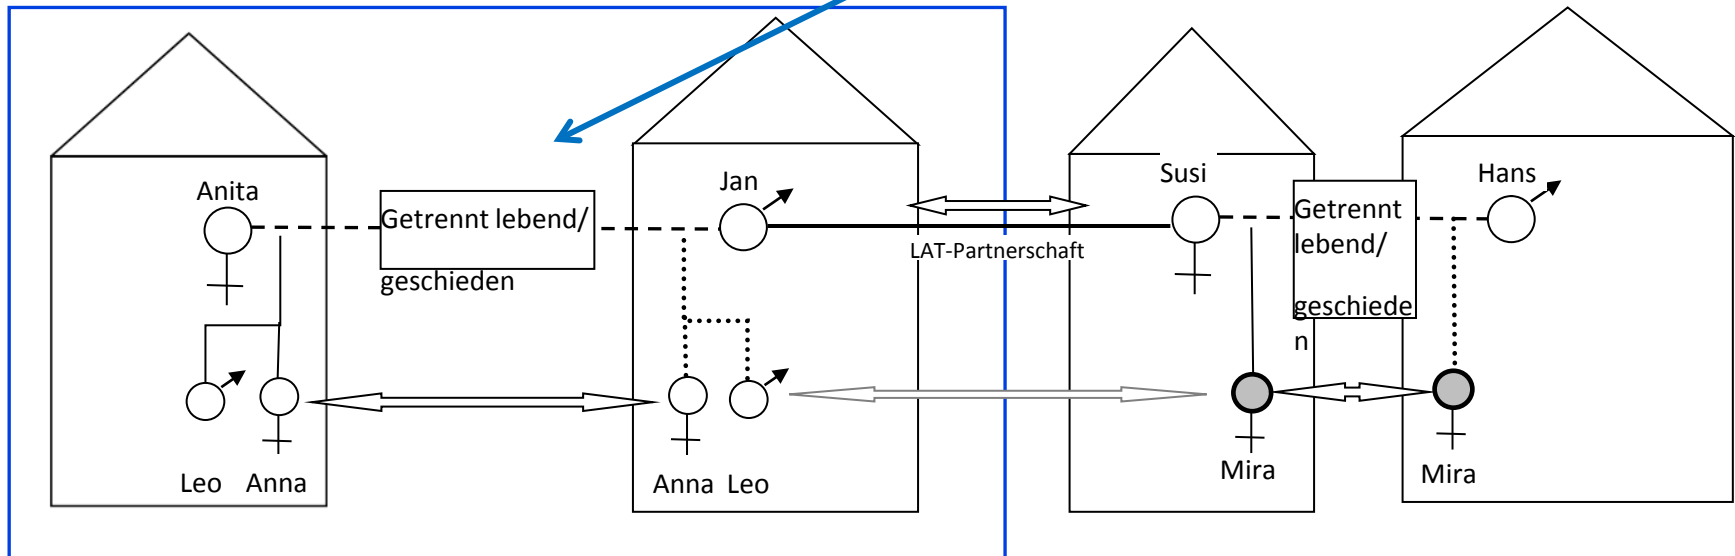 Anita
Getrennt lebend/
geschieden
Jan
LAT-Partnerschaft
Susi
Getrennt
lebend/
geschiede
n
Hans
Leo Anna
Anna Leo
Mira
Mira